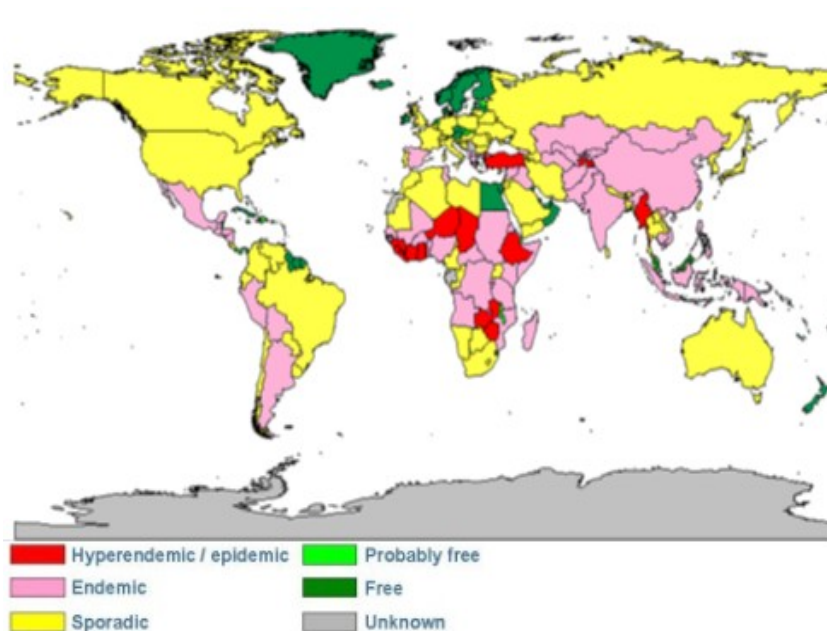 Hyperendemic / epidemic
Probably free
Endemic
Free
Sporadic
Unknown